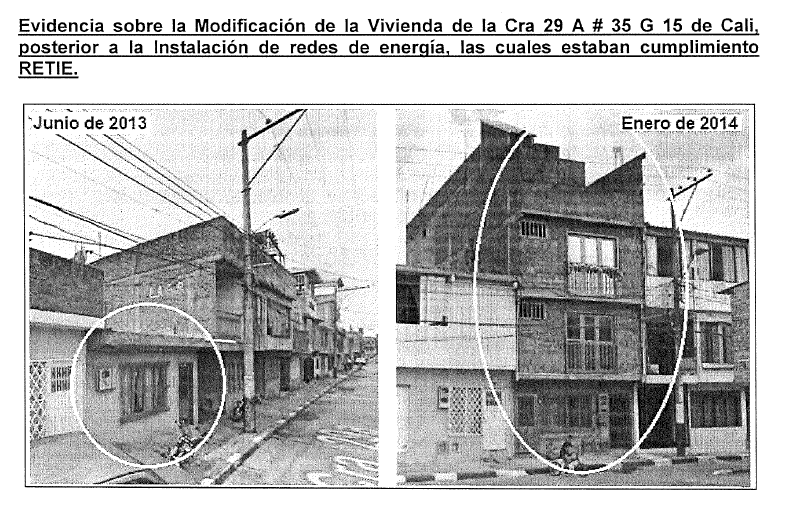 Evidencia sobre la Modificación de la Vivienda de la Cra 29 A # 35 G 15 de Cali,
posterior a la Instalación de redes de energía, las cuales estaban cumplimiento
RETIE.
Junio de 2013
Enero de 2014